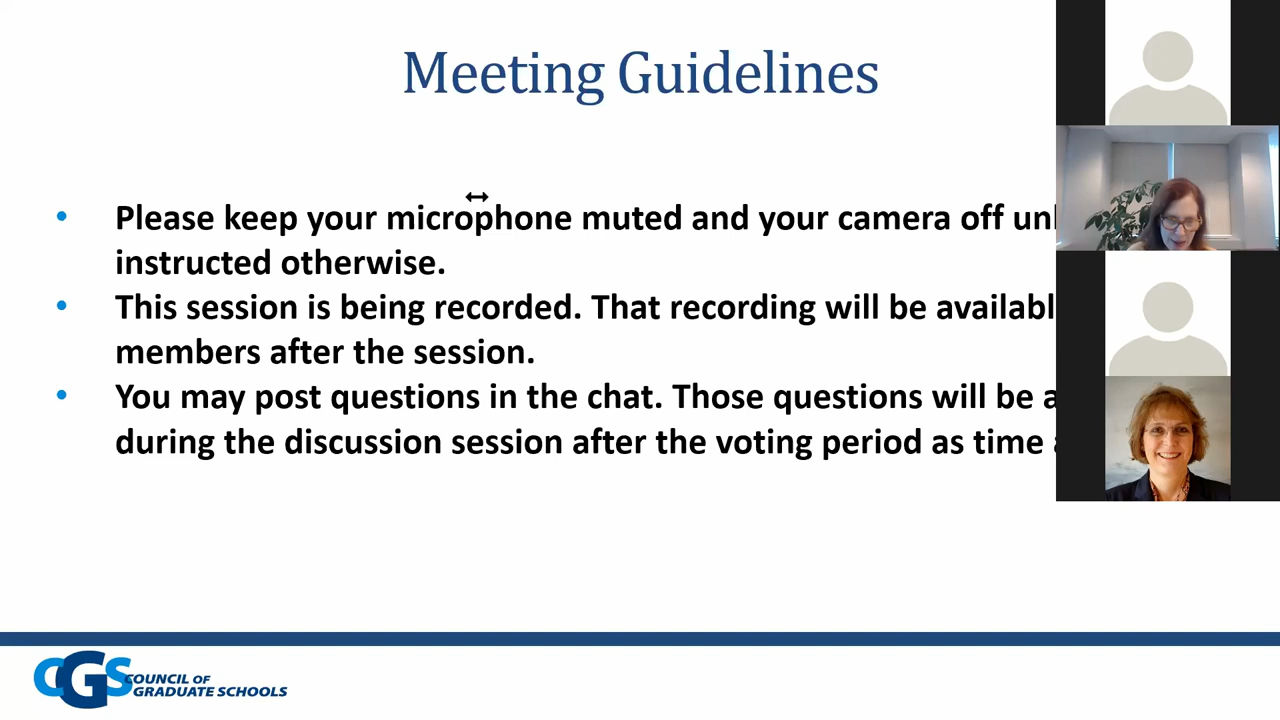 Meeting Guidelines
• Please keep your microphone muted and your camera off
instructed otherwise.
• This session is being recorded. That recording will be
members after the session.
• You may post questions in the chat. Those questions will be
during the discussion session after the voting period as time
CGS COUNCIL OF
GRADUATE SCHOOLS